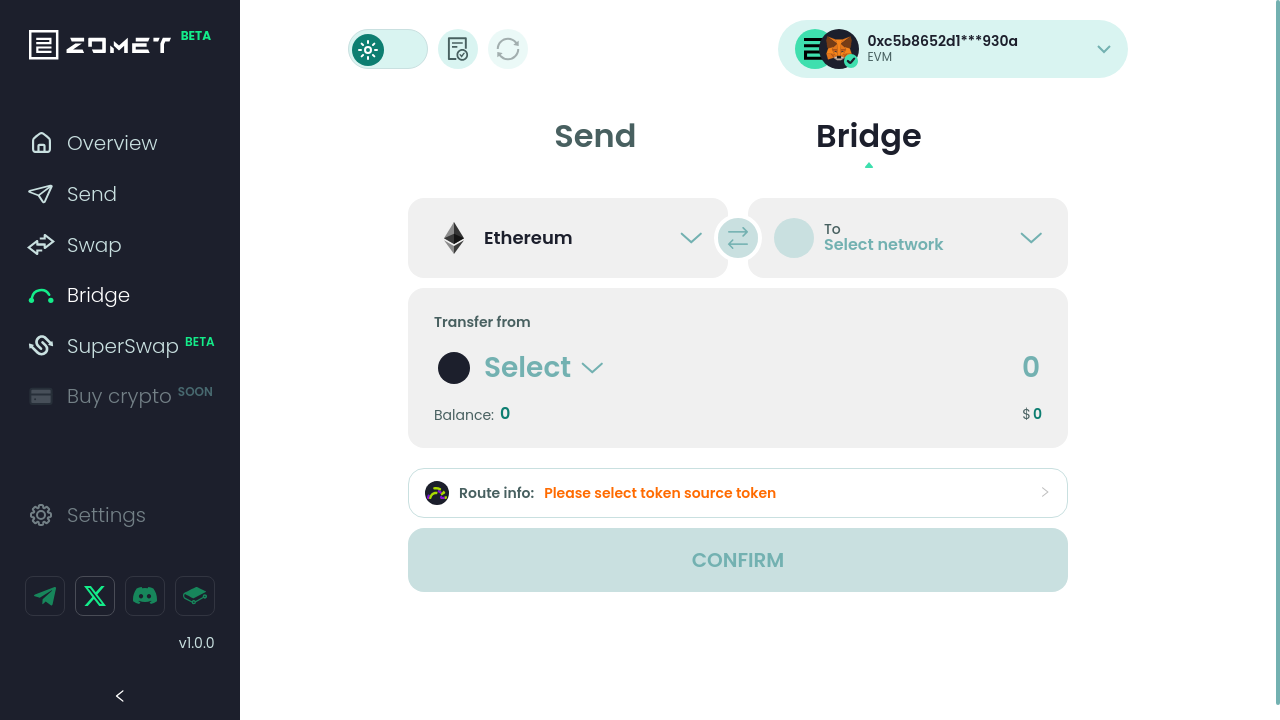 ZOMET BETA
Overview
Send
Swap
Bridge
SuperSwap BETA
Buy crypto SOON
Settings
v1.0.0
0xc5b8652d1***930a
EVM
Send
Bridge
Ethereum
To
Select network
Transfer from
Select
0
Balance: 0
$ 0
Route info: Please select token source token
CONFIRM